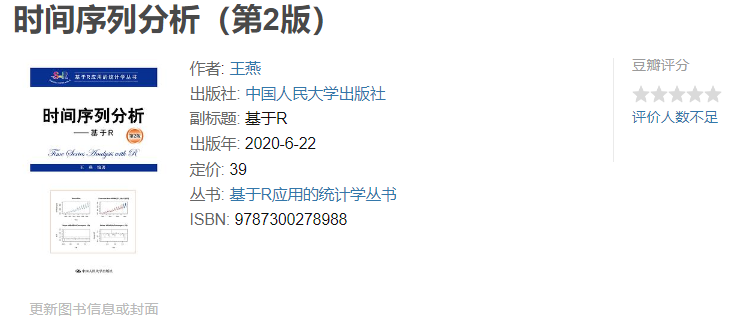 时间序列分析（第2版）
基于R应用的统计学丛书
时间序列分析
——基于R
第2版
Time Series Analysis with R
王燕 编著
中国人民大学出版社
更新图书信息或封面
作者: 王燕
出版社: 中国人民大学出版社
副标题: 基于R
出版年: 2020-6-22
定价: 39
丛书: 基于R应用的统计学丛书
ISBN: 9787300278988
豆瓣评分
评价人数不足